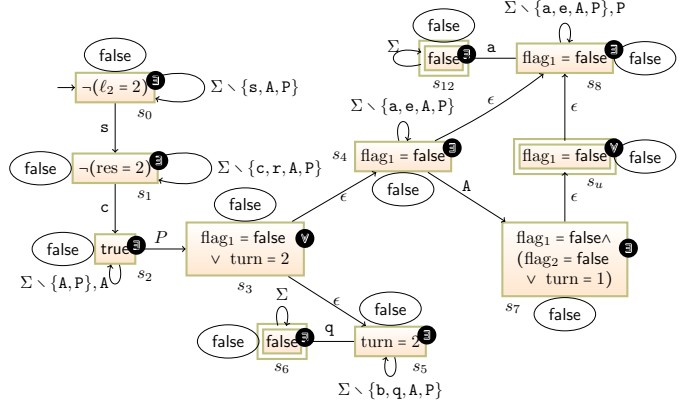 false
¬(ℓ₂ = 2) ∃
s₀
Σ ∖ {s, A, P}
s
false
¬(res = 2) ∃
s₁
Σ ∖ {c, r, A, P}
c
false
true ∃
s₂
Σ ∖ {A, P}, A
P
false
flag₁ = false
∨ turn = 2
∀
s₃
ϵ
ϵ
Σ ∖ {a, e, A, P}
s₄
flag₁ = false ∃
false
ϵ
A
false
Σ
false ∃
s₁₂
a
Σ ∖ {a, e, A, P}, P
flag₁ = false ∃
false
s₈
ϵ
flag₁ = false ∀
false
sᵤ
ϵ
flag₁ = false∧
(flag₂ = false
∨ turn = 1)
∃
s₇
false
Σ
false
false ∃
s₆
q
false
turn = 2 ∃
s₅
Σ ∖ {b, q, A, P}